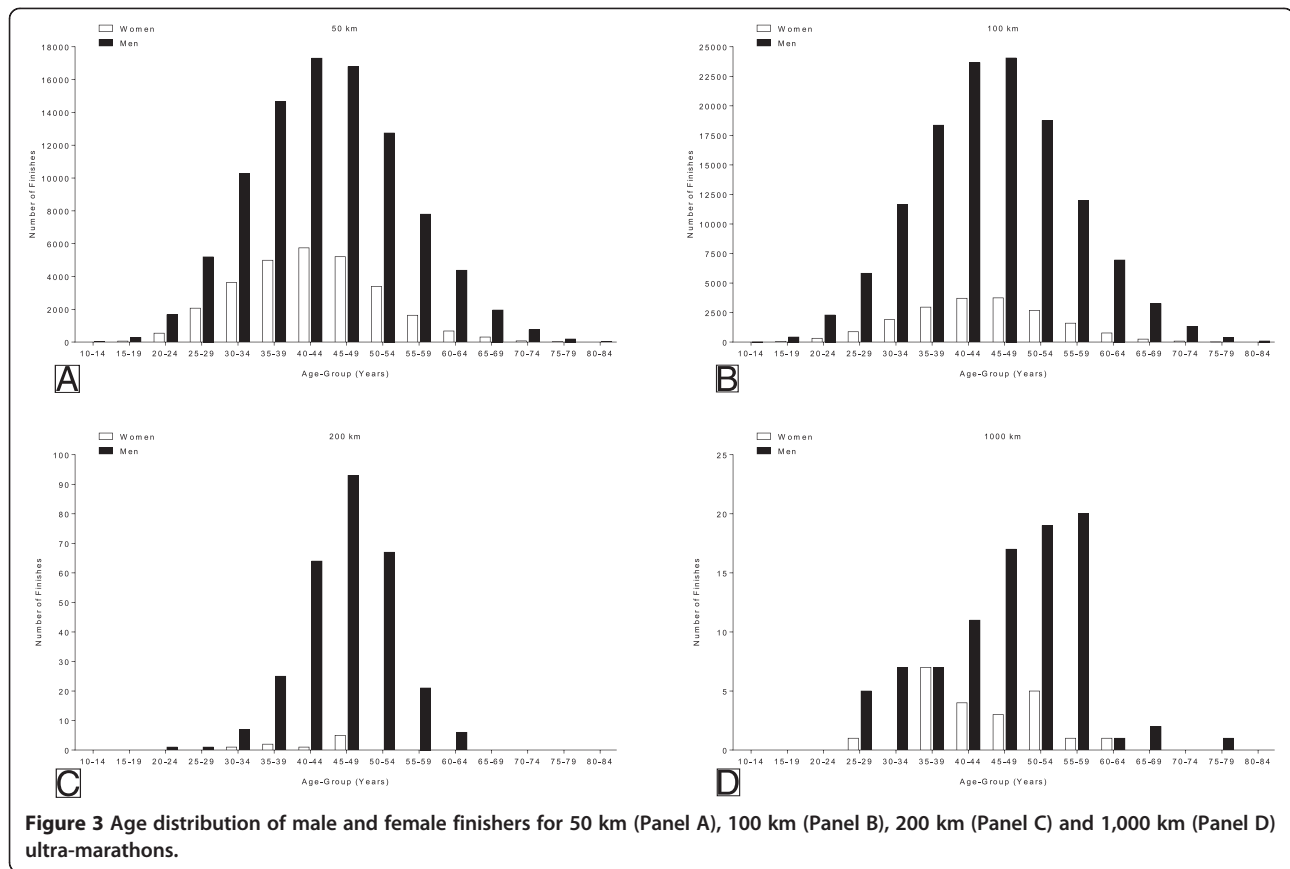 Women
Men
50 km
18000
16000
14000
12000
10000
8000
6000
4000
2000
0
Number of Finishes
10-14 15-19 20-24 25-29 30-34 35-39 40-44 45-49 50-54 55-59 60-64 65-69 70-74 75-79 80-84
Age-Group (Years)
A
Women
Men
100 km
25000
22500
20000
17500
15000
12500
10000
7500
5000
2500
0
Number of Finishes
10-14 15-19 20-24 25-29 30-34 35-39 40-44 45-49 50-54 55-59 60-64 65-69 70-74 75-79 80-84
Age-Group (Years)
B
Women
Men
200 km
100
90
80
70
60
50
40
30
20
10
0
Number of Finishes
10-14 15-19 20-24 25-29 30-34 35-39 40-44 45-49 50-54 55-59 60-64 65-69 70-74 75-79 80-84
Age-Group (Years)
C
Women
Men
1000 km
25
20
15
10
5
0
Number of Finishes
10-14 15-19 20-24 25-29 30-34 35-39 40-44 45-49 50-54 55-59 60-64 65-69 70-74 75-79 80-84
Age-Group (Years)
D
Figure 3 Age distribution of male and female finishers for 50 km (Panel A), 100 km (Panel B), 200 km (Panel C) and 1,000 km (Panel D)
ultra-marathons.